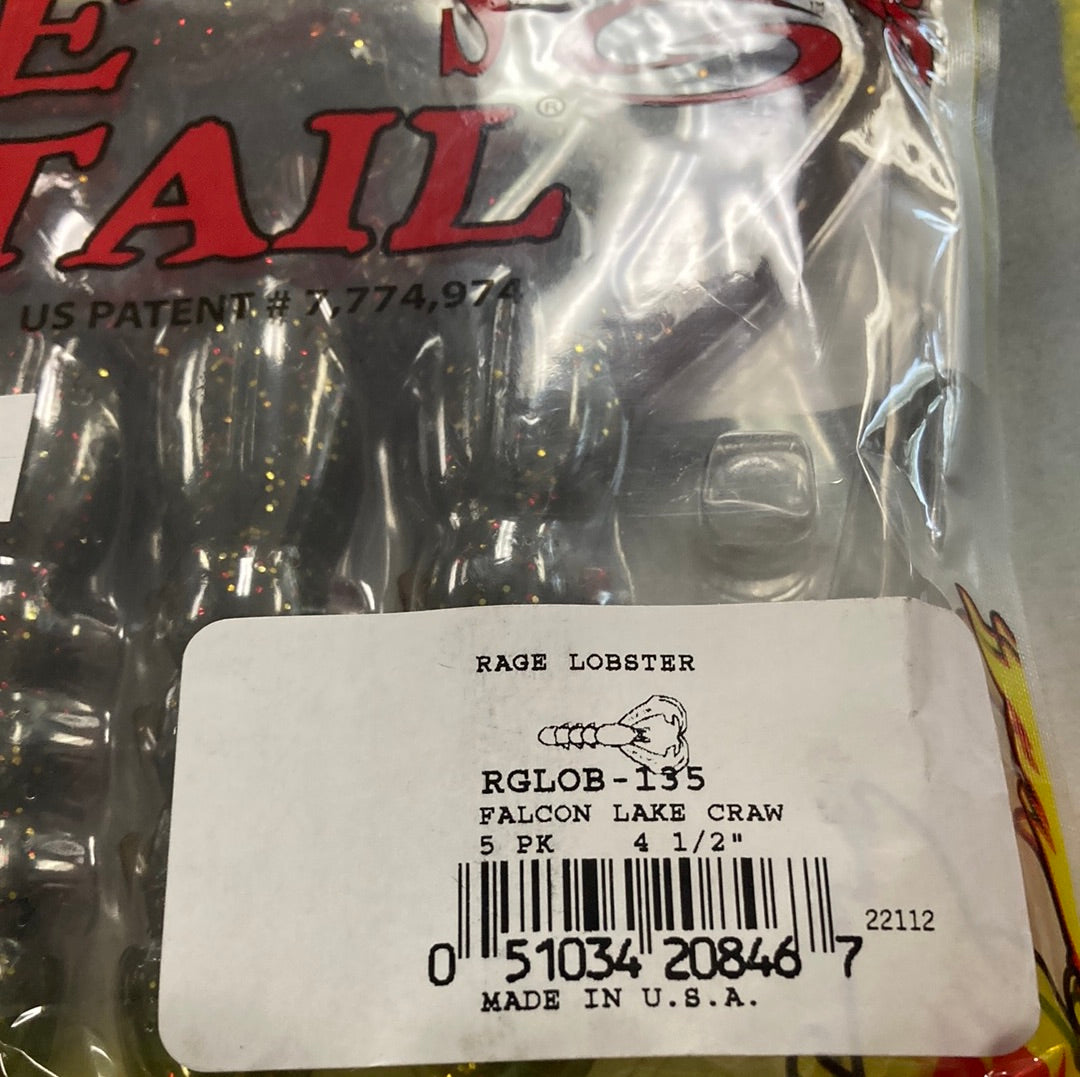 TAIL®
US PATENT # 7,774,974
RAGE LOBSTER
RGLOB-135
FALCON LAKE CRAW
5 PK 4 1/2"
22112
0 51034 20846 7
MADE IN U.S.A.